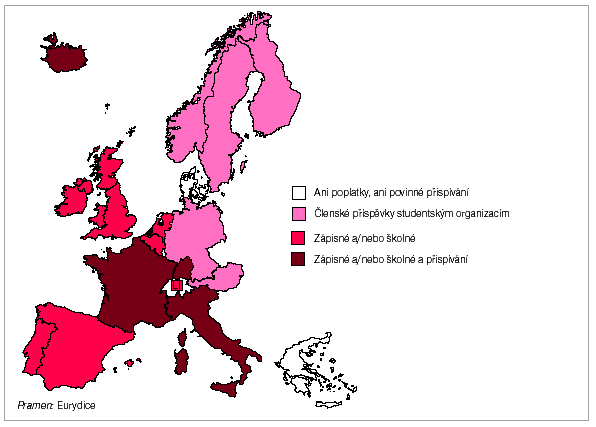 Ani poplatky, ani povinné přispívání
Členské příspěvky studentským organizacím
Zápisné a/nebo školné
Zápisné a/nebo školné a přispívání
Pramen: Eurydice